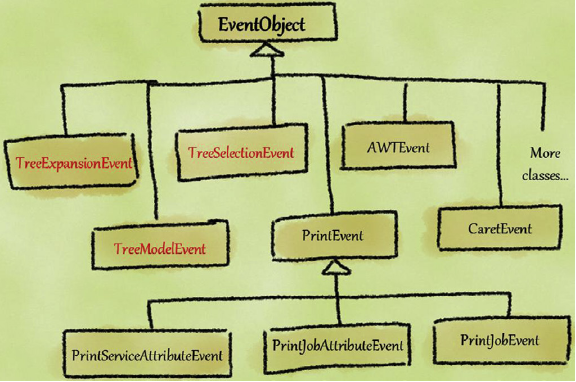 EventObject
TreeExpansionEvent
TreeSelectionEvent
AWTEvent
More
classes...
TreeModelEvent
PrintEvent
CaretEvent
PrintServiceAttributeEvent
PrintJobAttributeEvent
PrintJobEvent